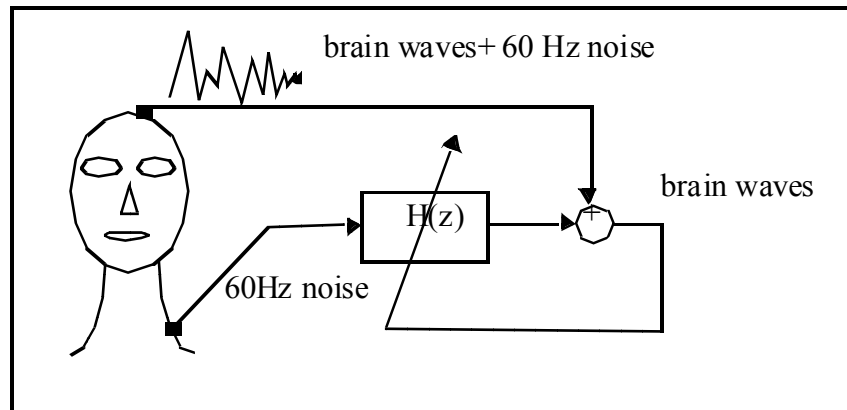 brain waves+ 60 Hz noise
brain waves
+
H(z)
60Hz noise